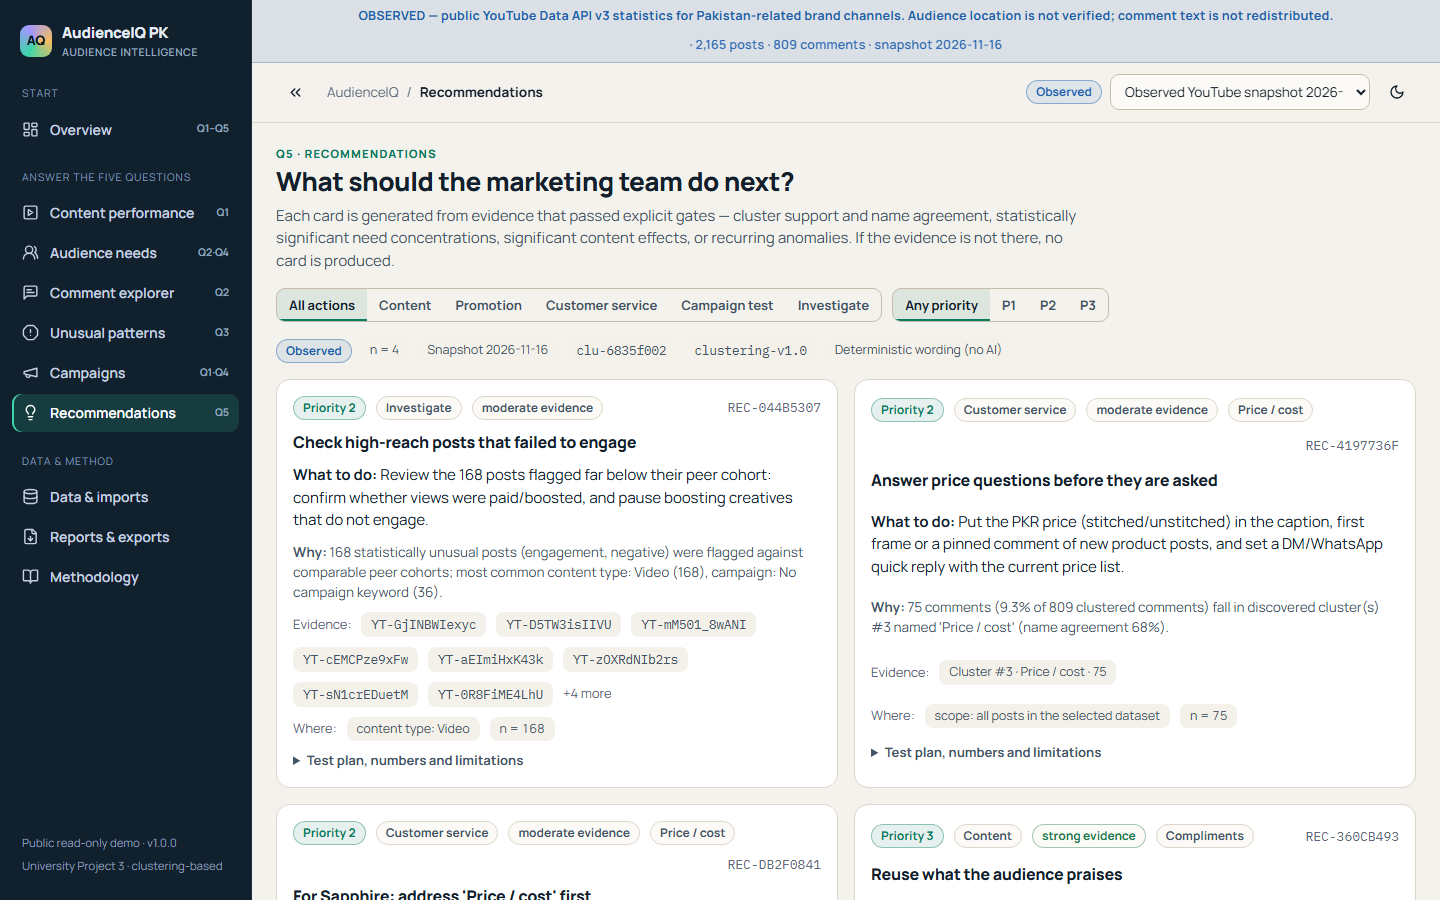 AQ
AudienceIQ PK
AUDIENCE INTELLIGENCE
START
Overview Q1–Q5
ANSWER THE FIVE QUESTIONS
Content performance Q1
Audience needs Q2·Q4
Comment explorer Q2
Unusual patterns Q3
Campaigns Q1·Q4
Recommendations Q5
DATA & METHOD
Data & imports
Reports & exports
Methodology
Public read-only demo · v1.0.0
University Project 3 · clustering-based
OBSERVED — public YouTube Data API v3 statistics for Pakistan-related brand channels. Audience location is not verified; comment text is not redistributed.
· 2,165 posts · 809 comments · snapshot 2026-11-16
« AudienceIQ / Recommendations
Observed
Observed YouTube snapshot 2026-
Q5 · RECOMMENDATIONS
What should the marketing team do next?
Each card is generated from evidence that passed explicit gates — cluster support and name agreement, statistically
significant need concentrations, significant content effects, or recurring anomalies. If the evidence is not there, no
card is produced.
All actions Content Promotion Customer service Campaign test Investigate
Any priority P1 P2 P3
Observed n = 4 Snapshot 2026-11-16 clu-6835f002 clustering-v1.0 Deterministic wording (no AI)
Priority 2 Investigate moderate evidence REC-044B5307
Check high-reach posts that failed to engage
What to do: Review the 168 posts flagged far below their peer cohort:
confirm whether views were paid/boosted, and pause boosting creatives
that do not engage.
Why: 168 statistically unusual posts (engagement, negative) were flagged against
comparable peer cohorts; most common content type: Video (168), campaign: No
campaign keyword (36).
Evidence: YT-GjINBWIexyc YT-D5TW3isIIVU YT-mM501_8wANI
YT-cEMCPze9xFw YT-aEImiHxK43k YT-zOXRdNIb2rs
YT-sN1crEDuetM YT-0R8FiME4LhU +4 more
Where: content type: Video n = 168
▶ Test plan, numbers and limitations
Priority 2 Customer service moderate evidence Price / cost
REC-4197736F
Answer price questions before they are asked
What to do: Put the PKR price (stitched/unstitched) in the caption, first
frame or a pinned comment of new product posts, and set a DM/WhatsApp
quick reply with the current price list.
Why: 75 comments (9.3% of 809 clustered comments) fall in discovered cluster(s)
#3 named 'Price / cost' (name agreement 68%).
Evidence: Cluster #3 · Price / cost · 75
Where: scope: all posts in the selected dataset n = 75
▶ Test plan, numbers and limitations
Priority 2 Customer service moderate evidence Price / cost
REC-DB2F0841
For Sapphire: address 'Price / cost' first
Priority 3 Content strong evidence Compliments REC-360CB493
Reuse what the audience praises